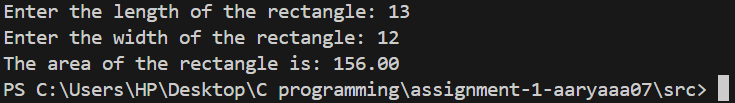 Enter the length of the rectangle: 13
Enter the width of the rectangle: 12
The area of the rectangle is: 156.00
PS C:\Users\HP\Desktop\C programming\assignment-1-aaryaaa07\src>